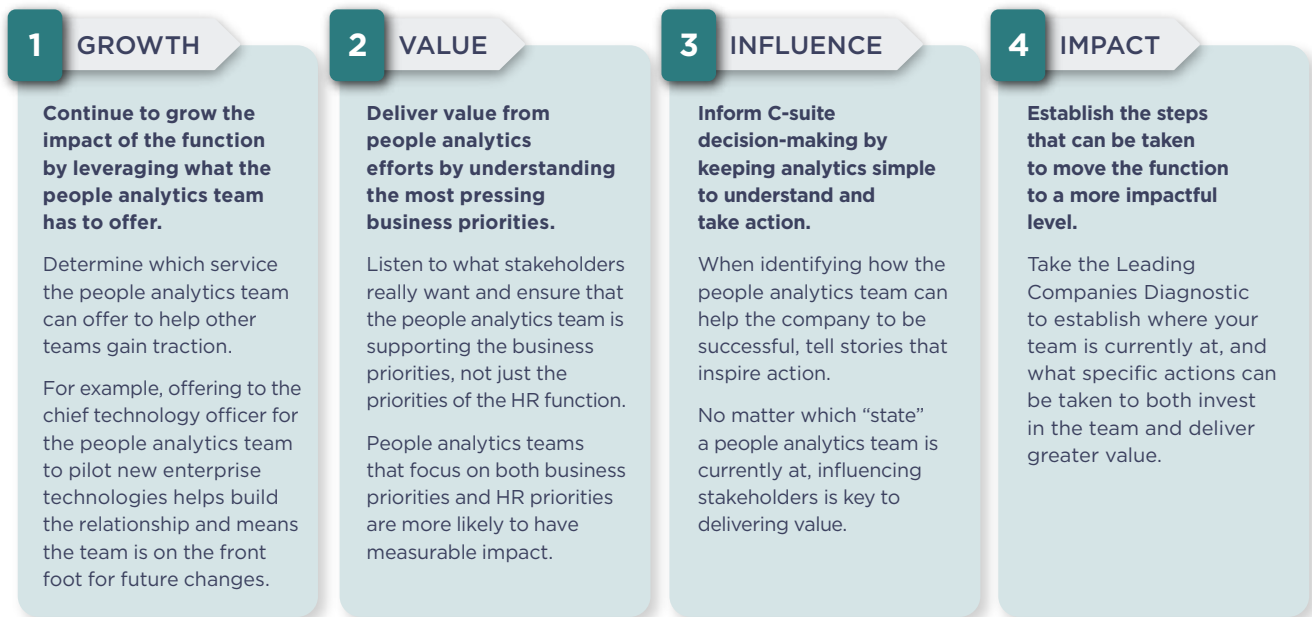 1 GROWTH
Continue to grow the
impact of the function
by leveraging what the
people analytics team
has to offer.
Determine which service
the people analytics team
can offer to help other
teams gain traction.
For example, offering to the
chief technology officer for
the people analytics team
to pilot new enterprise
technologies helps build
the relationship and means
the team is on the front
foot for future changes.
2 VALUE
Deliver value from
people analytics
efforts by understanding
the most pressing
business priorities.
Listen to what stakeholders
really want and ensure that
the people analytics team is
supporting the business
priorities, not just the
priorities of the HR function.
People analytics teams
that focus on both business
priorities and HR priorities
are more likely to have
measurable impact.
3 INFLUENCE
Inform C-suite
decision-making by
keeping analytics simple
to understand and
take action.
When identifying how the
people analytics team can
help the company to be
successful, tell stories that
inspire action.
No matter which “state”
a people analytics team is
currently at, influencing
stakeholders is key to
delivering value.
4 IMPACT
Establish the steps
that can be taken
to move the function
to a more impactful
level.
Take the Leading
Companies Diagnostic
to establish where your
team is currently at, and
what specific actions can
be taken to both invest
in the team and deliver
greater value.